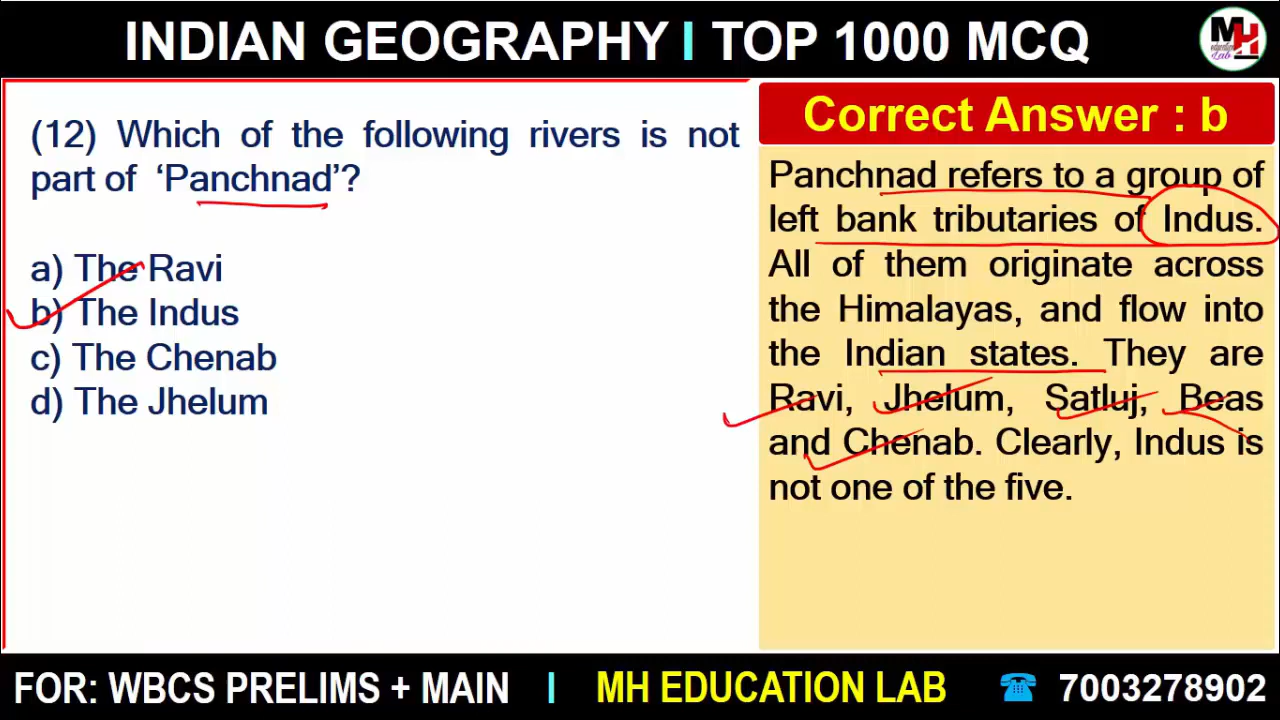 INDIAN GEOGRAPHY I TOP 1000 MCQ
MH
education
Lab
(12) Which of the following rivers is not
part of ‘Panchnad’?
a) The Ravi
b) The Indus
c) The Chenab
d) The Jhelum
Correct Answer : b
Panchnad refers to a group of
left bank tributaries of Indus.
All of them originate across
the Himalayas, and flow into
the Indian states. They are
Ravi, Jhelum, Satluj, Beas
and Chenab. Clearly, Indus is
not one of the five.
FOR: WBCS PRELIMS + MAIN I MH EDUCATION LAB ☎ 7003278902